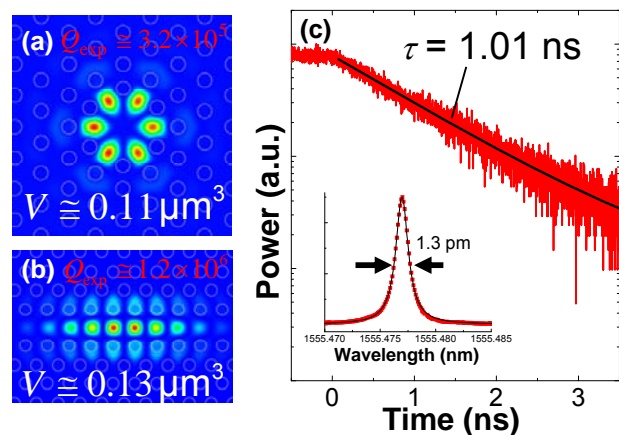 (a) Q_exp ≅ 3.2×10^5
V ≅ 0.11 μm^3
(b) Q_exp ≅ 1.2×10^6
V ≅ 0.13 μm^3
(c)
τ = 1.01 ns
Power (a.u.)
1.3 pm
1555.470 1555.475 1555.480 1555.485
Wavelength (nm)
0 1 2 3
Time (ns)